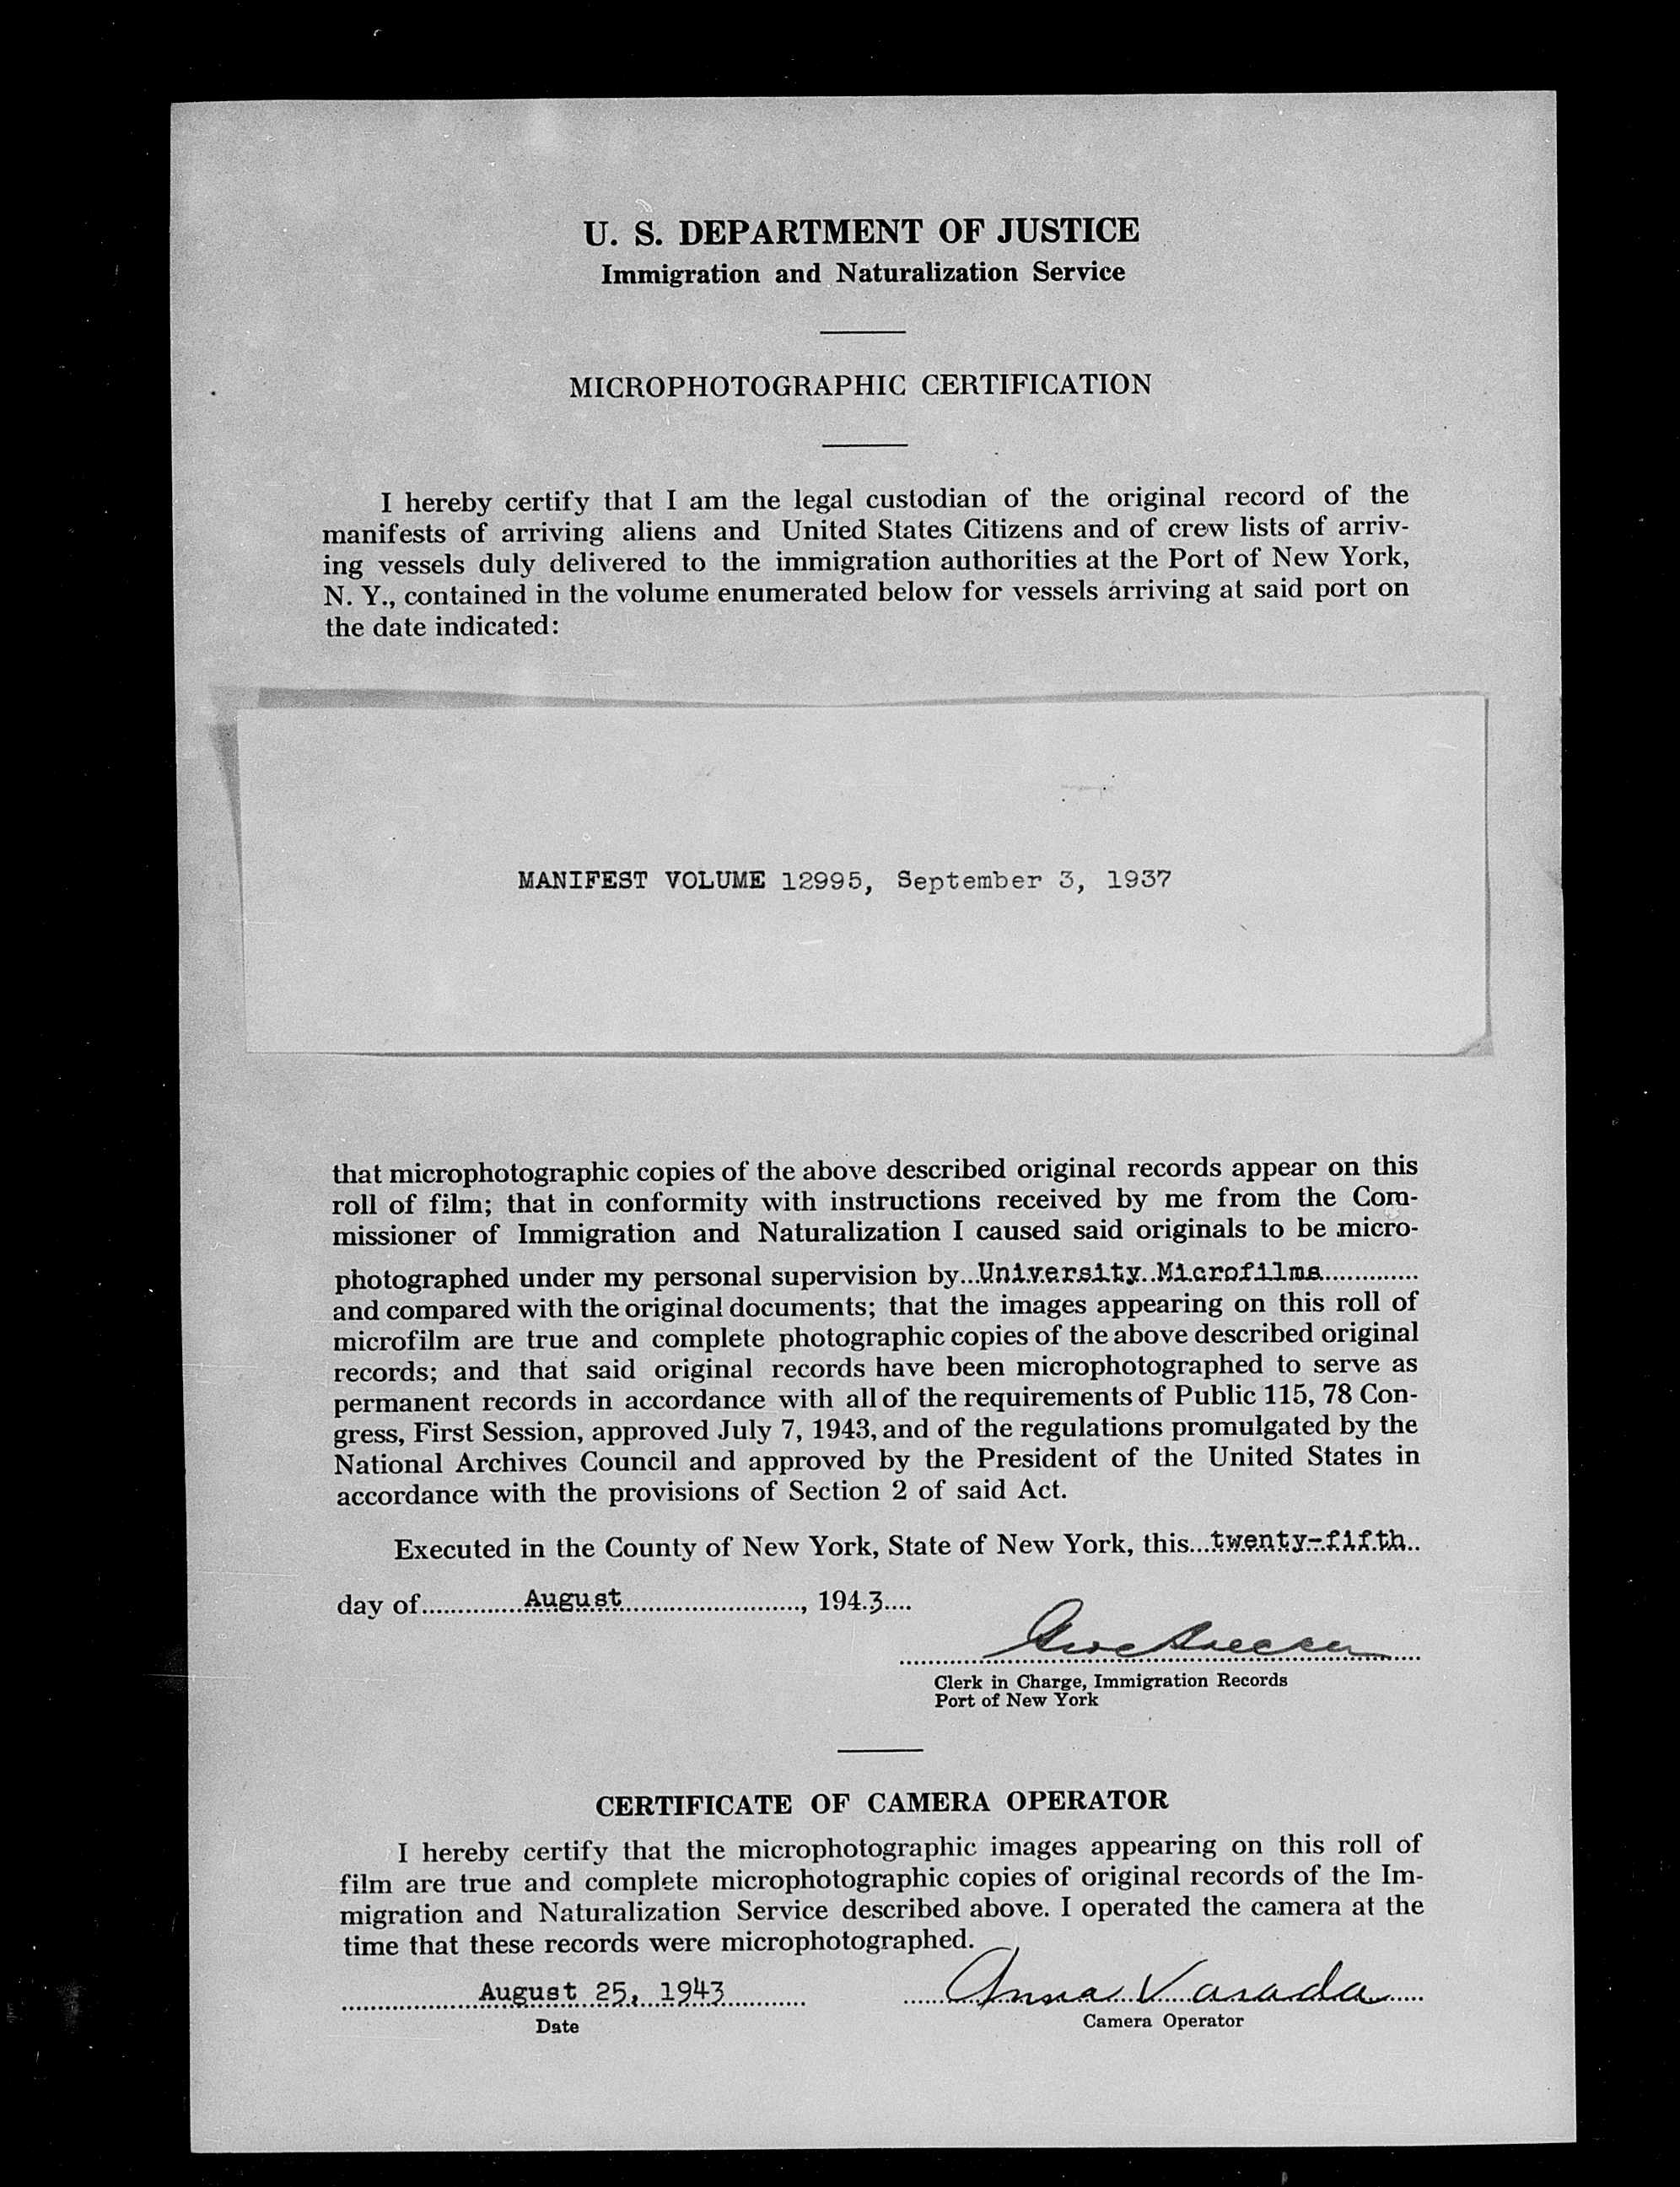 U. S. DEPARTMENT OF JUSTICE
Immigration and Naturalization Service
MICROPHOTOGRAPHIC CERTIFICATION
I hereby certify that I am the legal custodian of the original record of the
manifests of arriving aliens and United States Citizens and of crew lists of arriv-
ing vessels duly delivered to the immigration authorities at the Port of New York,
N. Y., contained in the volume enumerated below for vessels arriving at said port on
the date indicated:
MANIFEST VOLUME 12995, September 3, 1937
that microphotographic copies of the above described original records appear on this
roll of film; that in conformity with instructions received by me from the Com-
missioner of Immigration and Naturalization I caused said originals to be micro-
photographed under my personal supervision by...University Microfilms..............
and compared with the original documents; that the images appearing on this roll of
microfilm are true and complete photographic copies of the above described original
records; and that said original records have been microphotographed to serve as
permanent records in accordance with all of the requirements of Public 115, 78 Con-
gress, First Session, approved July 7, 1943, and of the regulations promulgated by the
National Archives Council and approved by the President of the United States in
accordance with the provisions of Section 2 of said Act.
Executed in the County of New York, State of New York, this...twenty-fifth..
day of..............August........................., 194.3....
Clerk in Charge, Immigration Records
Port of New York
CERTIFICATE OF CAMERA OPERATOR
I hereby certify that the microphotographic images appearing on this roll of
film are true and complete microphotographic copies of original records of the Im-
migration and Naturalization Service described above. I operated the camera at the
time that these records were microphotographed.
August 25, 1943 Anna Varada
Date Camera Operator